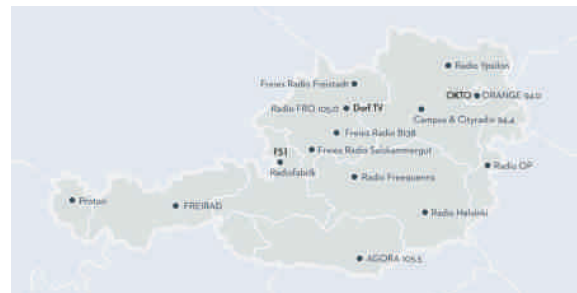 Radio Ypsilon
Freies Radio Freistadt
OKTO ORANGE 94.0
Radio FRO 105.0 Dorf TV
Campus & Cityradio 94.4
Freies Radio B138
FS1
Freies Radio Salzkammergut
Radiofabrik
Radio OP
Radio Freequenns
Proton
FREIRAD
Radio Helsinki
AGORA 105.5